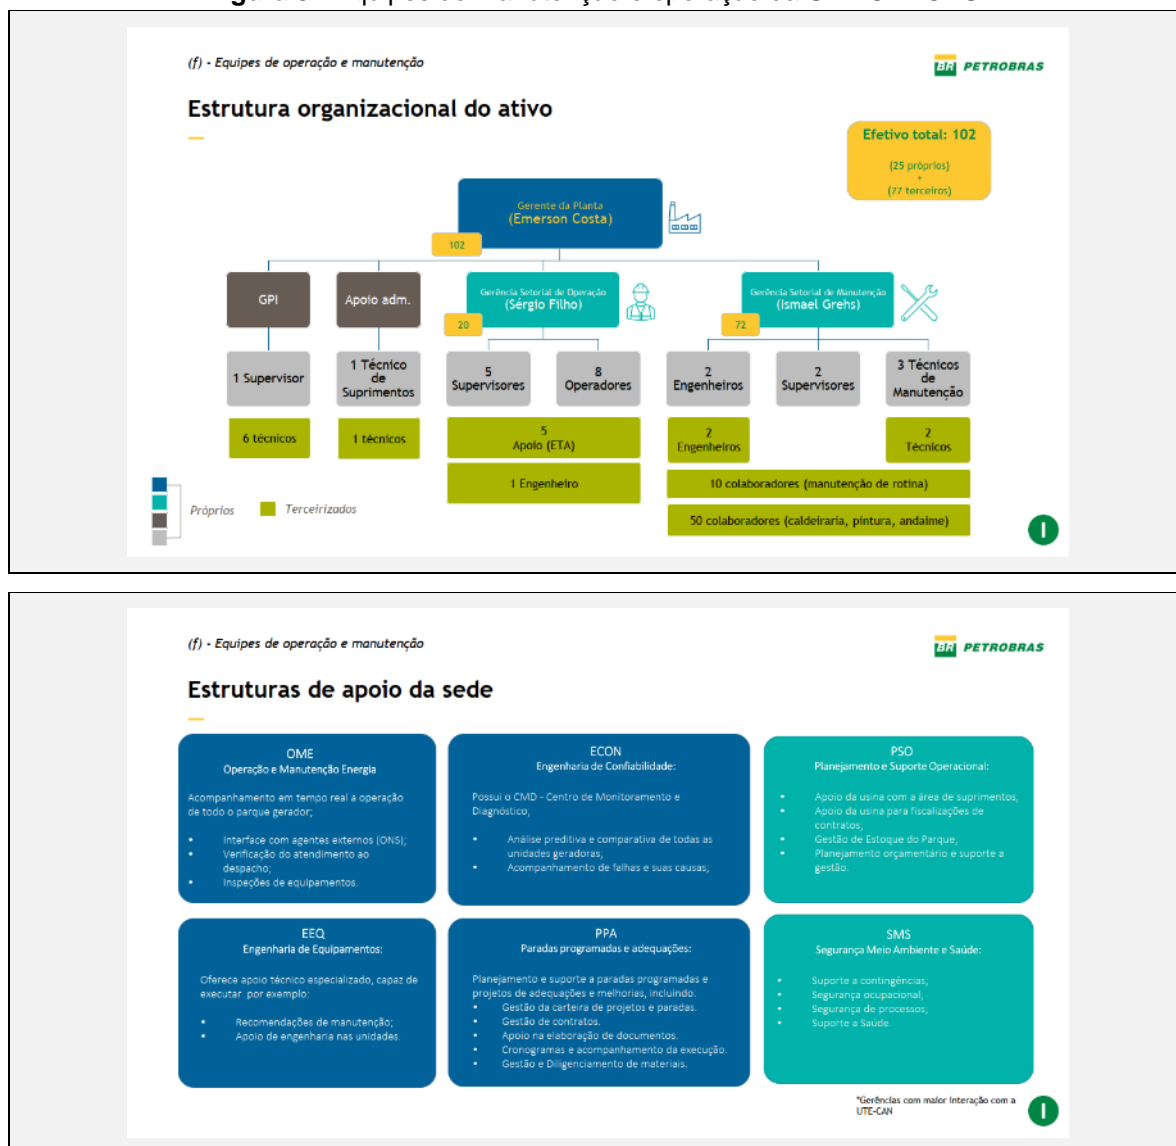 (f) - Equipes de operação e manutenção
BR PETROBRAS
Estrutura organizacional do ativo
Efetivo total: 102
(25 próprios)
+
(77 terceiros)
Gerente da Planta
(Emerson Costa)
102
GPI
Apoio adm.
Gerência Setorial de Operação
(Sérgio Filho)
20
Gerência Setorial de Manutenção
(Ismael Grehs)
72
1 Supervisor
1 Técnico
de
Suprimentos
5
Supervisores
8
Operadores
2
Engenheiros
2
Supervisores
3 Técnicos
de
Manutenção
6 técnicos
1 técnicos
5
Apoio (ETA)
2
Engenheiros
2
Técnicos
1 Engenheiro
10 colaboradores (manutenção de rotina)
50 colaboradores (caldeiraria, pintura, andaime)
Próprios
Terceirizados
I
(f) - Equipes de operação e manutenção
BR PETROBRAS
Estruturas de apoio da sede
OME
Operação e Manutenção Energia
Acompanhamento em tempo real a operação
de todo o parque gerador;
• Interface com agentes externos (ONS);
• Verificação do atendimento ao
despacho;
• Inspeções de equipamentos.
ECON
Engenharia de Confiabilidade:
Possui o CMD - Centro de Monitoramento e
Diagnóstico,
• Análise preditiva e comparativa de todas as
unidades geradoras;
• Acompanhamento de falhas e suas causas;
PSO
Planejamento e Suporte Operacional:
• Apoio da usina com a área de suprimentos,
• Apoio da usina para fiscalizações de
contratos;
• Gestão de Estoque do Parque,
• Planejamento orçamentário e suporte a
gestão.
EEQ
Engenharia de Equipamentos:
Oferece apoio técnico especializado, capaz de
executar por exemplo:
• Recomendações de manutenção;
• Apoio de engenharia nas unidades.
PPA
Paradas programadas e adequações:
Planejamento e suporte a paradas programadas e
projetos de adequações e melhorias, incluindo:
• Gestão da carteira de projetos e paradas.
• Gestão de contratos.
• Apoio na elaboração de documentos.
• Cronogramas e acompanhamento da execução.
• Gestão e Diligenciamento de materiais.
SMS
Segurança Meio Ambiente e Saúde:
• Suporte a contingências;
• Segurança ocupacional;
• Segurança de processos;
• Suporte a Saúde.
*Gerências com maior interação com a
UTE-CAN
I